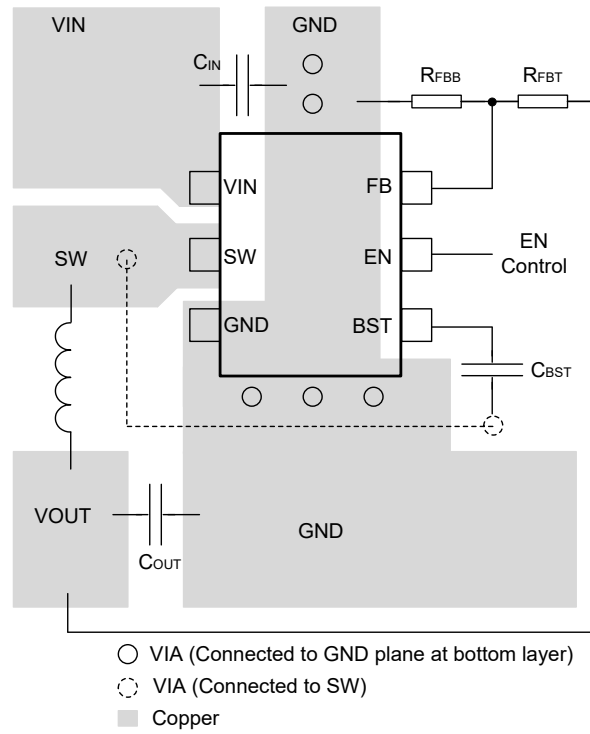 VIN
GND
CIN
RFBB
RFBT
VIN
FB
SW
SW
EN
EN
Control
GND
BST
CBST
VOUT
COUT
GND
VIA (Connected to GND plane at bottom layer)
VIA (Connected to SW)
Copper